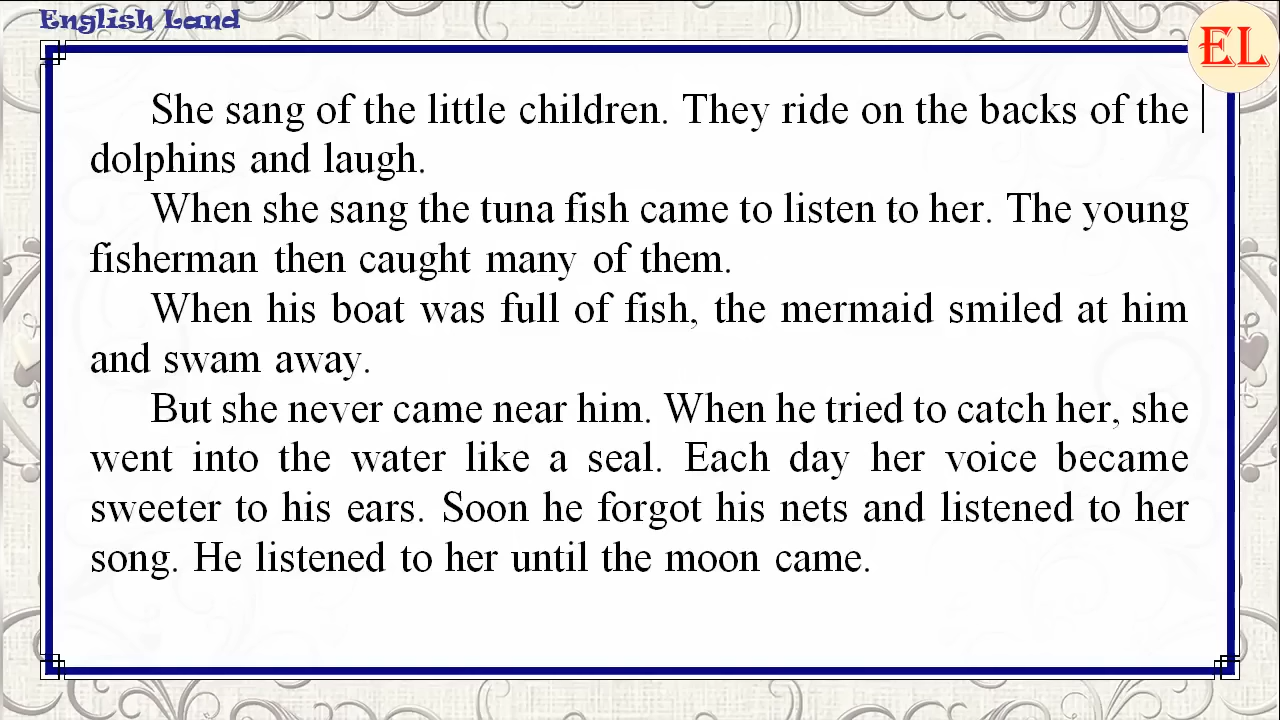 English Land
EL
She sang of the little children. They ride on the backs of the
dolphins and laugh.
When she sang the tuna fish came to listen to her. The young
fisherman then caught many of them.
When his boat was full of fish, the mermaid smiled at him
and swam away.
But she never came near him. When he tried to catch her, she
went into the water like a seal. Each day her voice became
sweeter to his ears. Soon he forgot his nets and listened to her
song. He listened to her until the moon came.